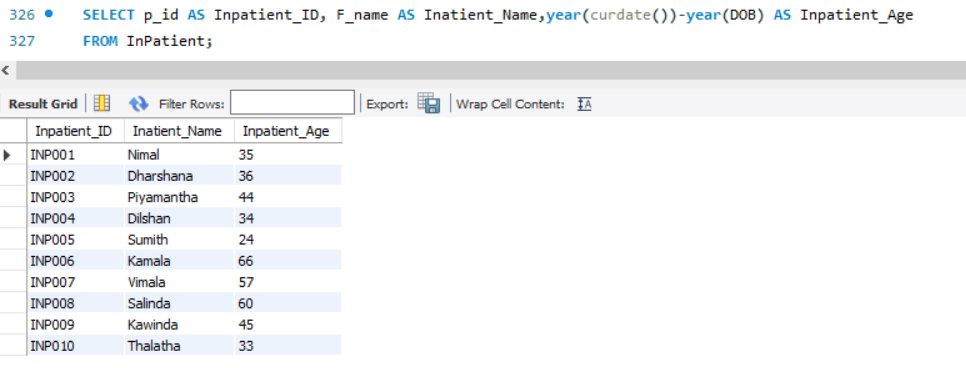 326 SELECT p_id AS Inpatient_ID, F_name AS Inatient_Name,year(curdate())-year(DOB) AS Inpatient_Age
327 FROM InPatient;
Result Grid Filter Rows: Export: Wrap Cell Content: IA
Inpatient_ID Inatient_Name Inpatient_Age
INP001 Nimal 35
INP002 Dharshana 36
INP003 Piyamantha 44
INP004 Dilshan 34
INP005 Sumith 24
INP006 Kamala 66
INP007 Vimala 57
INP008 Salinda 60
INP009 Kawinda 45
INP010 Thalatha 33